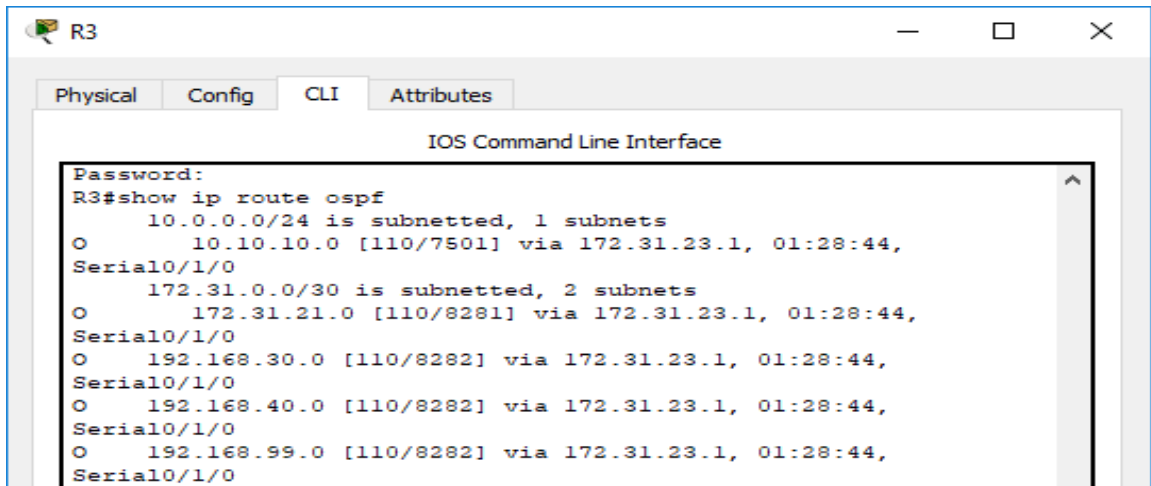 R3
Physical Config CLI Attributes
IOS Command Line Interface
Password:
R3#show ip route ospf
     10.0.0.0/24 is subnetted, 1 subnets
O       10.10.10.0 [110/7501] via 172.31.23.1, 01:28:44,
Serial0/1/0
     172.31.0.0/30 is subnetted, 2 subnets
O       172.31.21.0 [110/8281] via 172.31.23.1, 01:28:44,
Serial0/1/0
O    192.168.30.0 [110/8282] via 172.31.23.1, 01:28:44,
Serial0/1/0
O    192.168.40.0 [110/8282] via 172.31.23.1, 01:28:44,
Serial0/1/0
O    192.168.99.0 [110/8282] via 172.31.23.1, 01:28:44,
Serial0/1/0